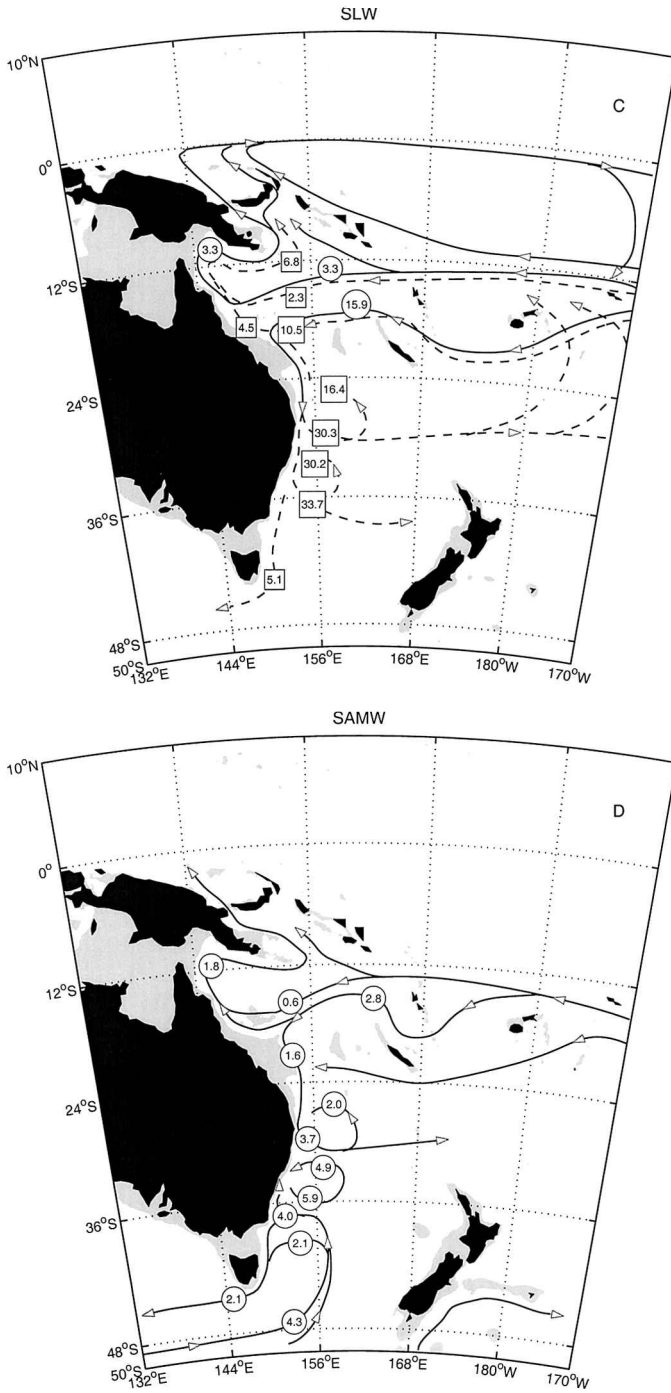 SLW
10°N
C
0°
3.3
6.8
3.3
12°S
2.3
15.9
4.5
10.5
16.4
24°S
30.3
30.2
33.7
36°S
5.1
48°S
50°S
132°E
144°E
156°E
168°E
180°W
170°W
SAMW
10°N
D
0°
1.8
12°S
0.6
2.8
1.6
24°S
2.0
3.7
4.9
5.9
36°S
4.0
2.1
2.1
4.3
48°S
50°S
132°E
144°E
156°E
168°E
180°W
170°W